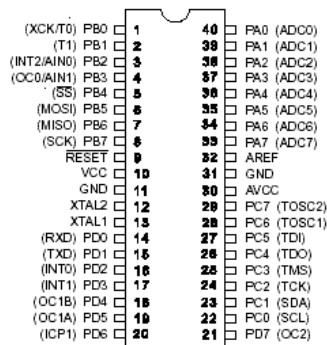 (XCK/T0) PB0 1 40 PA0 (ADC0)
(T1) PB1 2 39 PA1 (ADC1)
(INT2/AIN0) PB2 3 38 PA2 (ADC2)
(OC0/AIN1) PB3 4 37 PA3 (ADC3)
(SS) PB4 5 36 PA4 (ADC4)
(MOSI) PB5 6 35 PA5 (ADC5)
(MISO) PB6 7 34 PA6 (ADC6)
(SCK) PB7 8 33 PA7 (ADC7)
RESET 9 32 AREF
VCC 10 31 GND
GND 11 30 AVCC
XTAL2 12 29 PC7 (TOSC2)
XTAL1 13 28 PC6 (TOSC1)
(RXD) PD0 14 27 PC5 (TDI)
(TXD) PD1 15 26 PC4 (TDO)
(INT0) PD2 16 25 PC3 (TMS)
(INT1) PD3 17 24 PC2 (TCK)
(OC1B) PD4 18 23 PC1 (SDA)
(OC1A) PD5 19 22 PC0 (SCL)
(ICP1) PD6 20 21 PD7 (OC2)